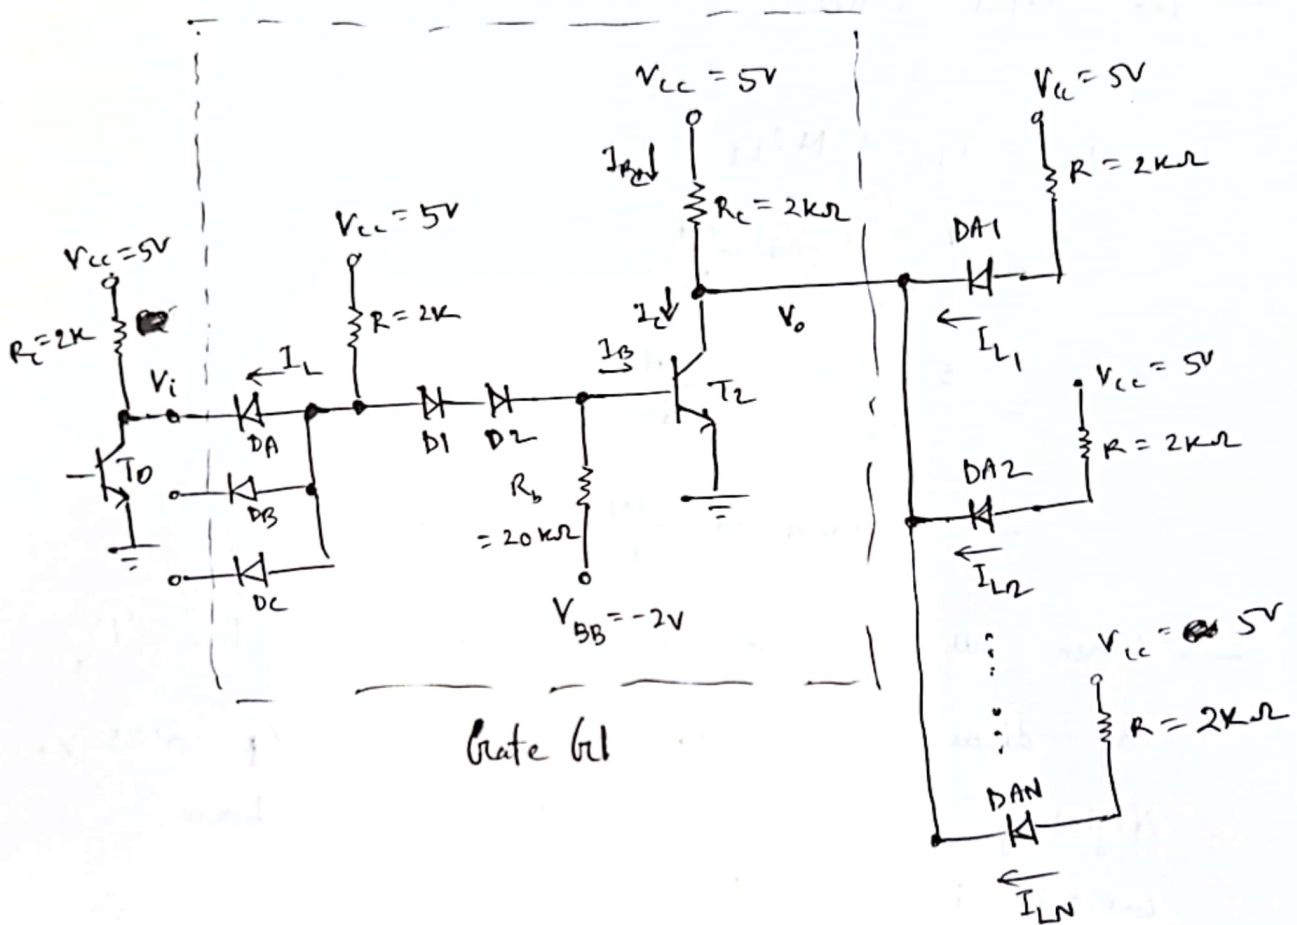 VCC = 5V
VCC = 5V
IRC ↓
R = 2KΩ
RC = 2KΩ
VCC = 5V
DA1
VCC = 5V
R = 2K
RC = 2K
IC ↓
Vo
← IL1
Vi
← IL
IB →
VCC = 5V
T2
DA
D1
D2
R = 2KΩ
DA2
T0
DB
Rb
= 20KΩ
← IL2
DC
VBB = -2V
VCC = 5V
R = 2KΩ
Gate G1
DAN
← ILN